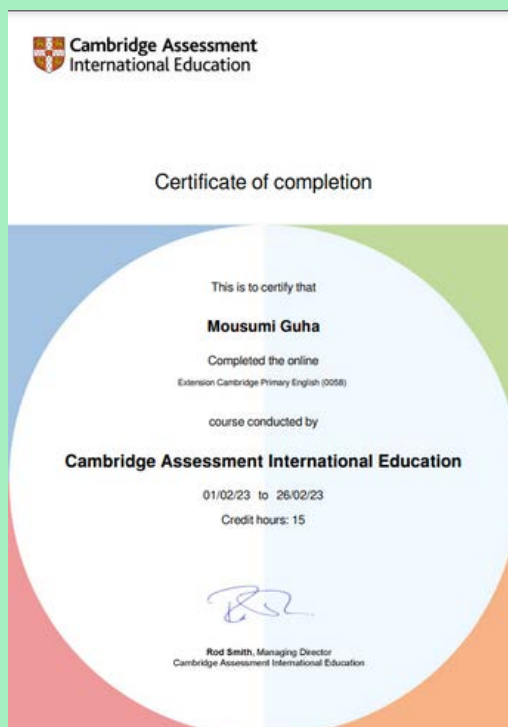 Cambridge Assessment
International Education
Certificate of completion
This is to certify that
Mousumi Guha
Completed the online
Extension Cambridge Primary English (0058)
course conducted by
Cambridge Assessment International Education
01/02/23 to 26/02/23
Credit hours: 15
Rod Smith, Managing Director
Cambridge Assessment International Education